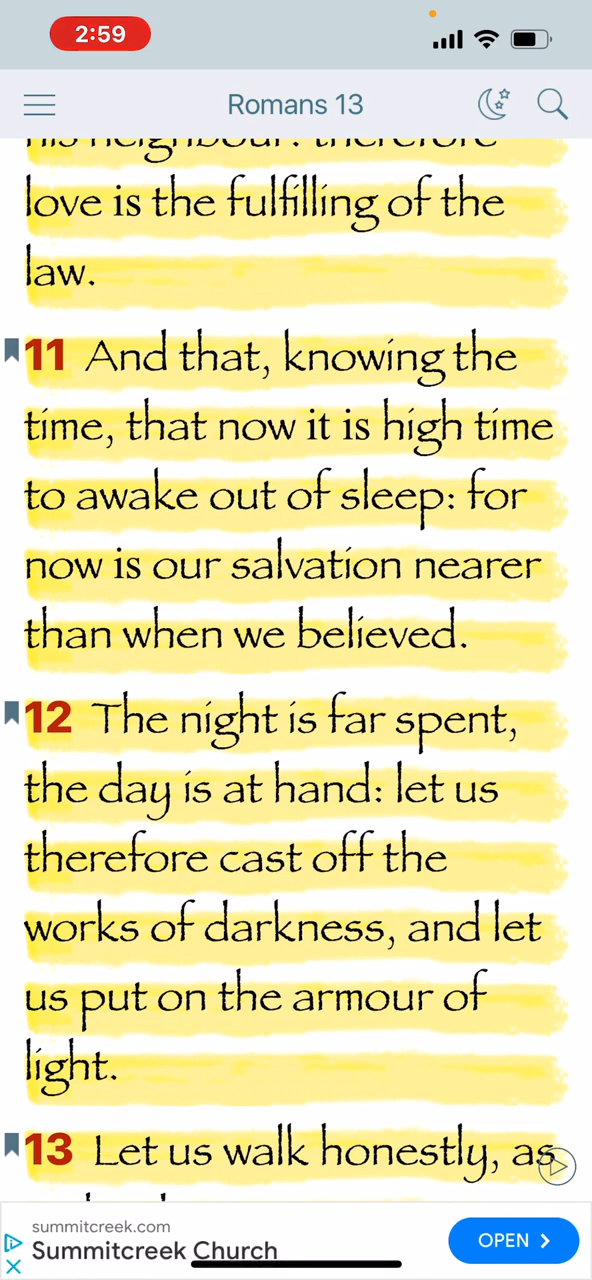 2:59
Romans 13
his neighbour: therefore
love is the fulfilling of the
law.
11 And that, knowing the
time, that now it is high time
to awake out of sleep: for
now is our salvation nearer
than when we believed.
12 The night is far spent,
the day is at hand: let us
therefore cast off the
works of darkness, and let
us put on the armour of
light.
13 Let us walk honestly, as
summitcreek.com
Summitcreek Church
OPEN